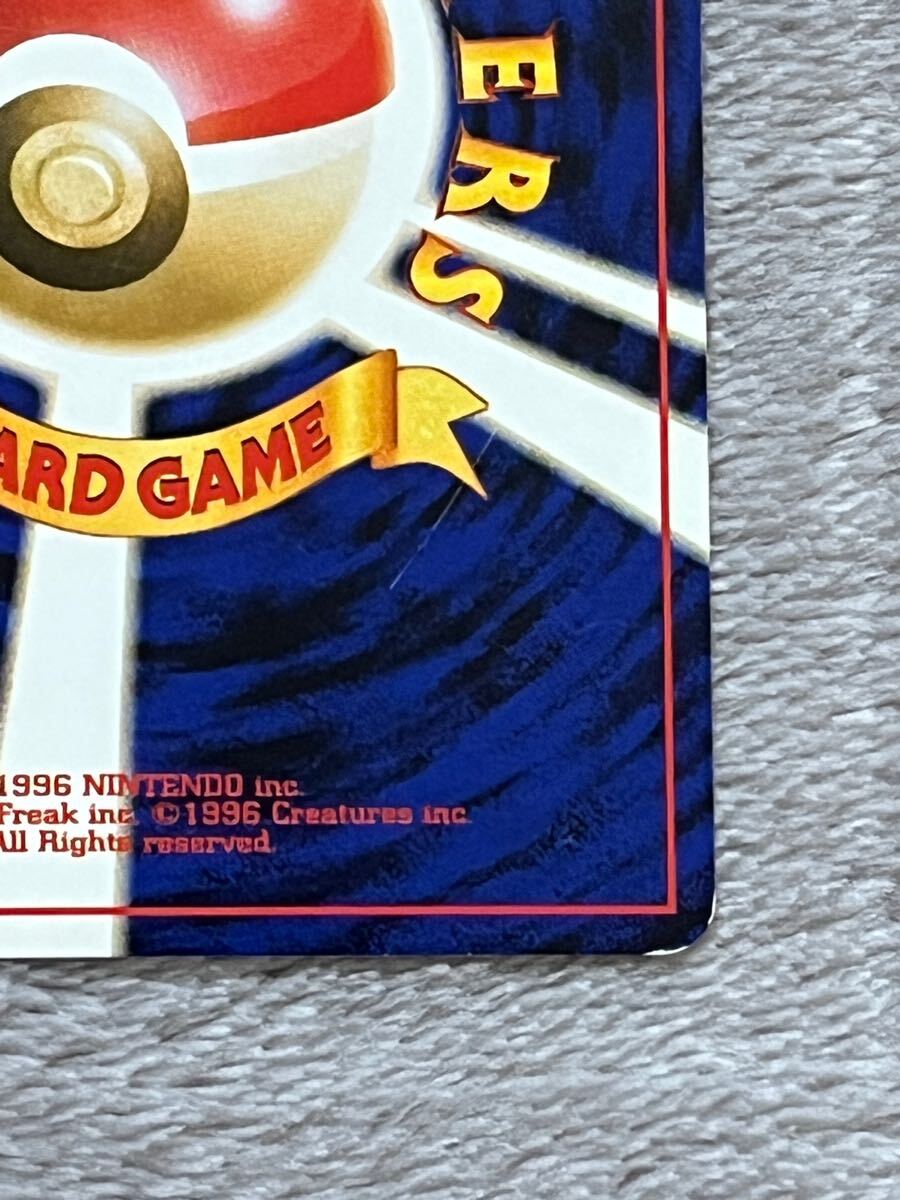 ERS
ARD GAME
1996 NINTENDO inc.
Freak inc. ©1996 Creatures inc.
All Rights reserved.